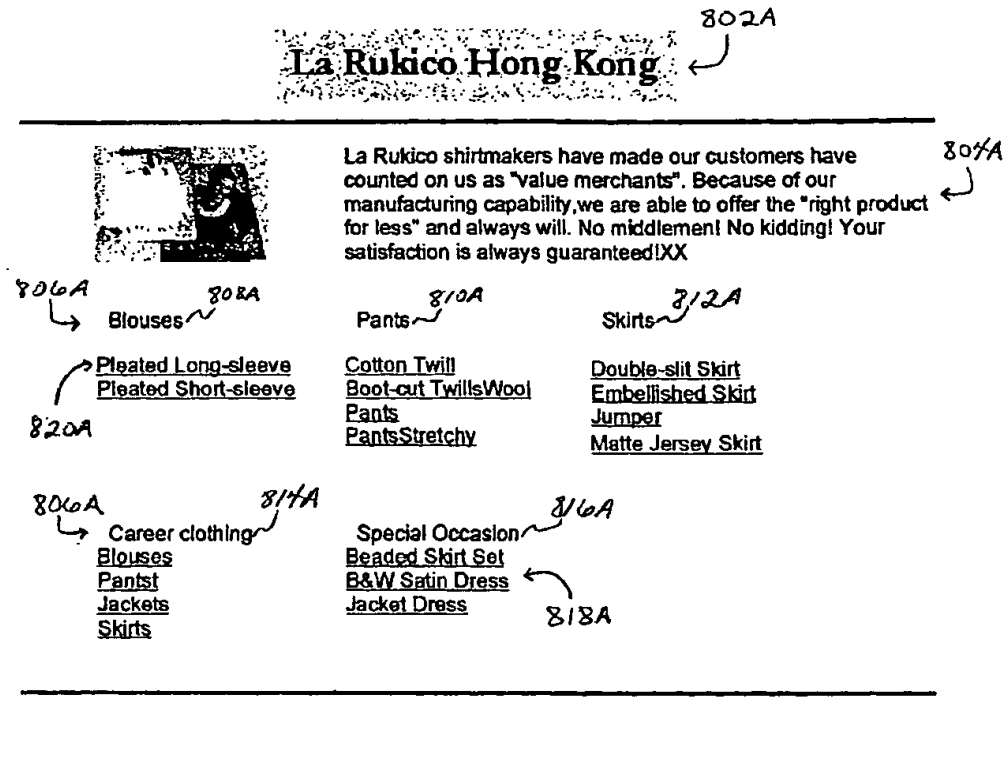 802A
La Rukico Hong Kong
La Rukico shirtmakers have made our customers have
counted on us as "value merchants". Because of our
manufacturing capability,we are able to offer the "right product
for less" and always will. No middlemen! No kidding! Your
satisfaction is always guaranteed!XX
804A
806A
808A
810A
812A
Blouses
Pants
Skirts
Pleated Long-sleeve
Pleated Short-sleeve
820A
Cotton Twill
Boot-cut TwillsWool
Pants
PantsStretchy
Double-slit Skirt
Embellished Skirt
Jumper
Matte Jersey Skirt
806A
814A
816A
Career clothing
Blouses
Pantst
Jackets
Skirts
Special Occasion
Beaded Skirt Set
B&W Satin Dress
Jacket Dress
818A